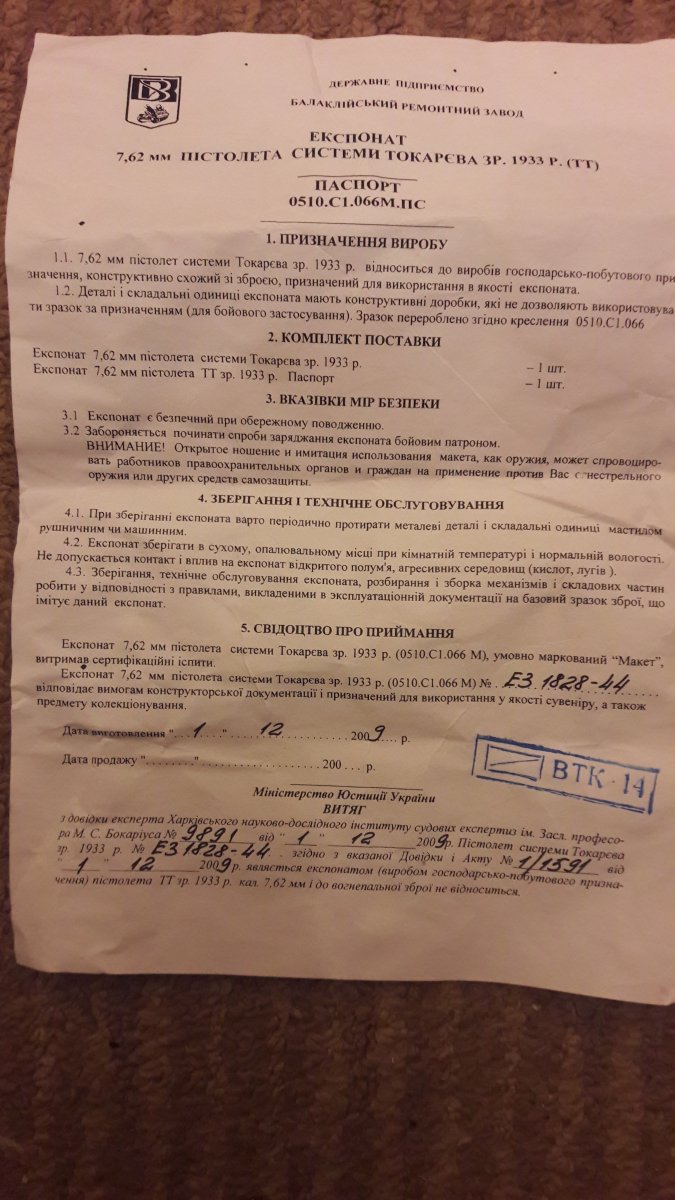 БВ
ДЕРЖАВНЕ ПІДПРИЄМСТВО
БАЛАКЛІЙСЬКИЙ РЕМОНТНИЙ ЗАВОД
ЕКСПОНАТ
7,62 мм ПІСТОЛЕТА СИСТЕМИ ТОКАРЄВА ЗР. 1933 Р. (ТТ)
ПАСПОРТ
0510.С1.066М.ПС
1. ПРИЗНАЧЕННЯ ВИРОБУ
1.1. 7,62 мм пістолет системи Токарєва зр. 1933 р. відноситься до виробів господарсько-побутового при
значення, конструктивно схожий зі зброєю, призначений для використання в якості експоната.
1.2. Деталі і складальні одиниці експоната мають конструктивні доробки, які не дозволяють використовува
ти зразок за призначенням (для бойового застосування). Зразок перероблено згідно креслення 0510.С1.066
2. КОМПЛЕКТ ПОСТАВКИ
Експонат 7,62 мм пістолета системи Токарєва зр. 1933 р. – 1 шт.
Експонат 7,62 мм пістолета ТТ зр. 1933 р. Паспорт – 1 шт.
3. ВКАЗІВКИ МІР БЕЗПЕКИ
3.1 Експонат є безпечний при обережному поводженню.
3.2 Забороняється починати спроби заряджання експоната бойовим патроном.
ВНИМАНИЕ! Открытое ношение и имитация использования макета, как оружия, может спровоциро-
вать работников правоохранительных органов и граждан на применение против Вас огнестрельного
оружия или других средств самозащиты.
4. ЗБЕРІГАННЯ І ТЕХНІЧНЕ ОБСЛУГОВУВАННЯ
4.1. При зберіганні експоната варто періодично протирати металеві деталі і складальні одиниці мастилом
рушничним чи машинним.
4.2. Експонат зберігати в сухому, опалювальному місці при кімнатній температурі і нормальній вологості.
Не допускається контакт і вплив на експонат відкритого полум'я, агресивних середовищ (кислот, лугів ).
4.3. Зберігання, технічне обслуговування експоната, розбирання і зборка механізмів і складових частин
робити у відповідності з правилами, викладеними в эксплуатаційній документації на базовий зразок зброї, що
імітує даний експонат.
5. СВІДОЦТВО ПРО ПРИЙМАННЯ
Експонат 7,62 мм пістолета системи Токарєва зр. 1933 р. (0510.С1.066 М), умовно маркований “Макет”,
витримав сертифікаційні іспити.
Експонат 7,62 мм пістолета системи Токарєва зр. 1933 р. (0510.С1.066 М) № . ЕЗ 1828-44
відповідає вимогам конструкторської документації і призначений для використання у якості сувеніру, а також
предмету колекціонування.
Дата виготовлення "... 1 ...." ...... 12 .............. 2009.... р.
Дата продажу "........"........................ 200 ... р.
ВТК · 14
Міністерство Юстиції України
ВИТЯГ
з довідки експерта Харківського науково-дослідного інституту судових експертиз ім. Засл. професо-
ра М. С. Бокаріуса № 9891 від " 1 " 12 2009р. Пістолет системи Токарєва
зр. 1933 р. № ЕЗ 1828-44 . згідно з вказаної Довідки і Акту № 1/1591 від
" 1 " 12 2009 р. являється експонатом (виробом господарсько-побутового призна-
чення) пістолета ТТ зр. 1933 р. кал. 7,62 мм і до вогнепальної зброї не відноситься.